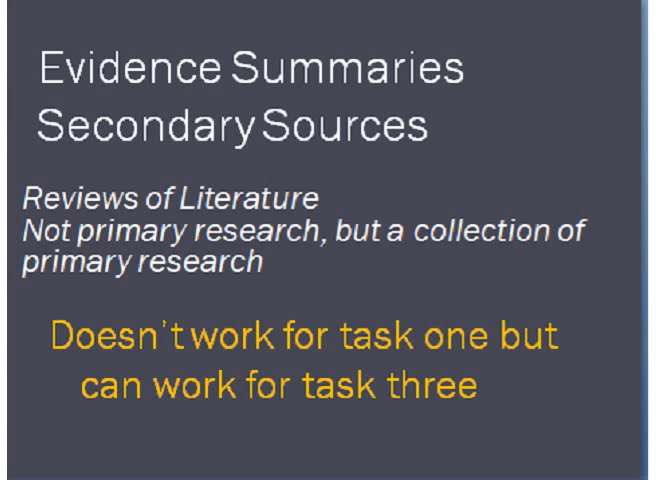 Evidence Summaries
Secondary Sources
Reviews of Literature
Not primary research, but a collection of
primary research
Doesn't work for task one but
can work for task three